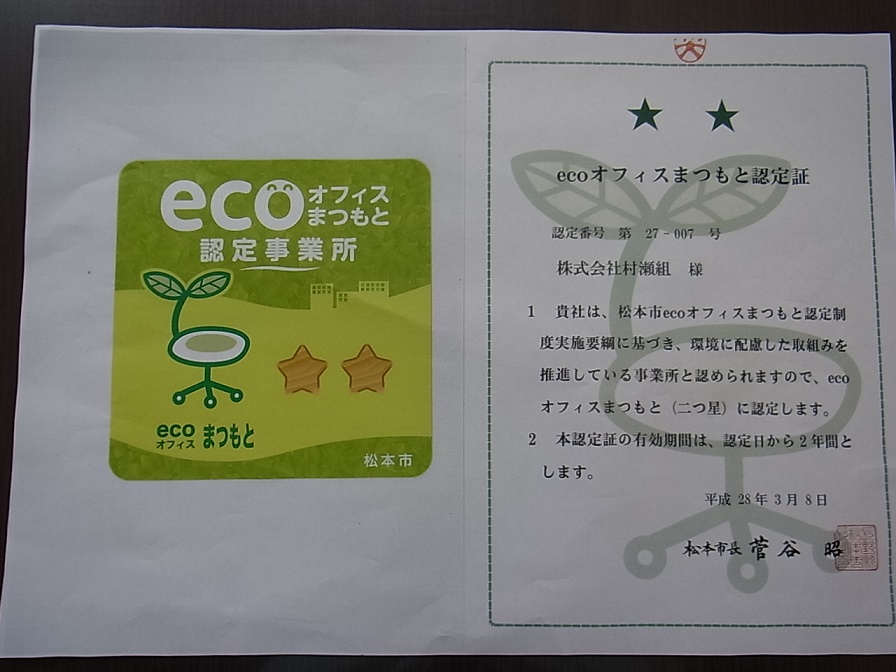 eco オフィス
まつもと
認定事業所
eco
オフィス まつもと
松本市
ecoオフィスまつもと認定証
認定番号 第 27-007 号
株式会社村瀬組 様
1 貴社は、松本市ecoオフィスまつもと認定制
度実施要綱に基づき、環境に配慮した取組みを
推進している事業所と認められますので、eco
オフィスまつもと（二つ星）に認定します。
2 本認定証の有効期間は、認定日から2年間と
します。
平成 28年 3月 8日
松本市長 菅谷 昭